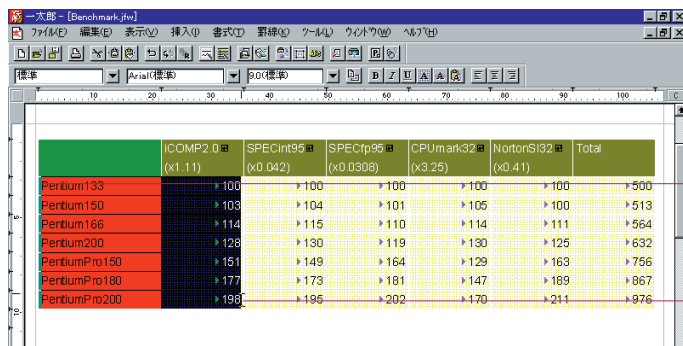 一太郎 - [Benchmark.jfw]
ファイル(F) 編集(E) 表示(V) 挿入(I) 書式(T) 罫線(K) ツール(L) ウィンドウ(W) ヘルプ(H)
標準 Arial(標準) 9.0(標準) B I U A A
10 20 30 40 50 60 70 80 90 100 C
iCOMP2.0 SPECint95 SPECfp95 CPUmark32 NortonSI32 Total
(x1.11) (x0.042) (x0.0308) (x3.25) (x0.41)
Pentium133 100 100 100 100 100 500
Pentium150 103 104 101 105 100 513
Pentium166 114 115 110 114 111 564
Pentium200 128 130 119 130 125 632
PentiumPro150 151 149 164 129 163 756
PentiumPro180 177 173 181 147 189 867
PentiumPro200 198 195 202 170 211 976